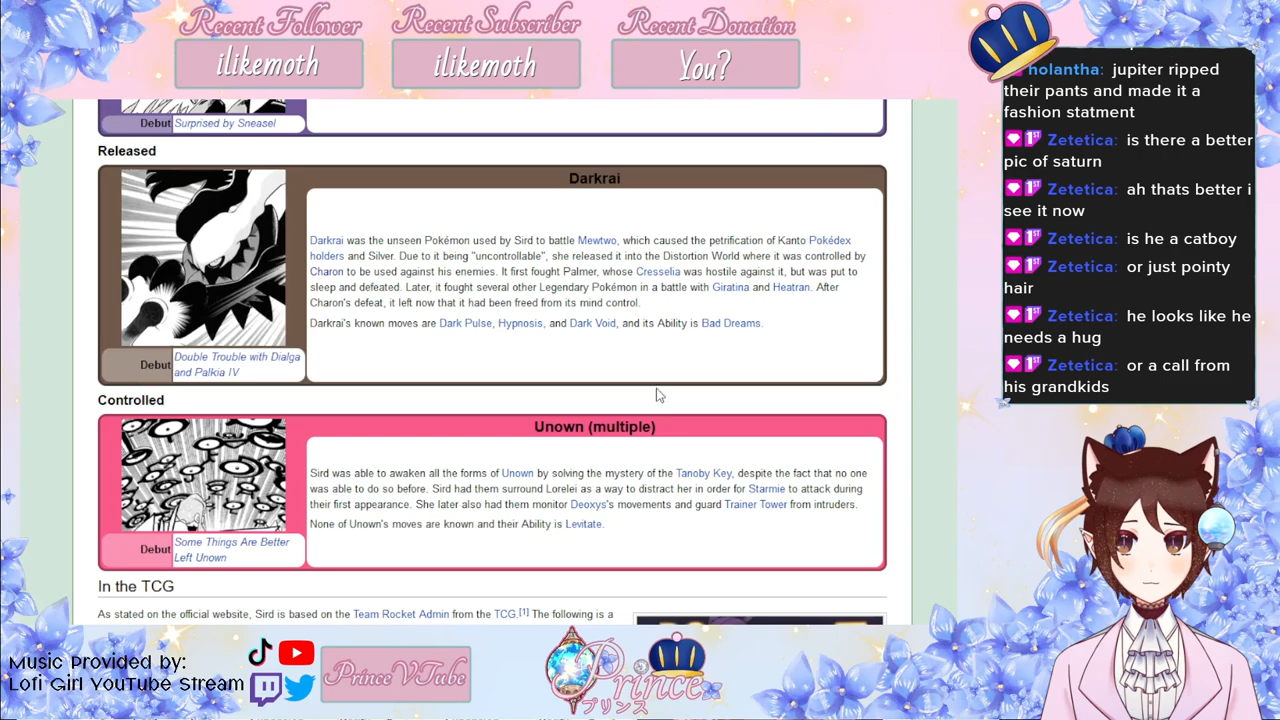 Recent Follower
Recent Subscriber
Recent Donation
ilikemoth
ilikemoth
You?
Debut Surprised by Sneasel
Released
Darkrai
Darkrai was the unseen Pokémon used by Sird to battle Mewtwo, which caused the petrification of Kanto Pokédex
holders and Silver. Due to it being "uncontrollable", she released it into the Distortion World where it was controlled by
Charon to be used against his enemies. It first fought Palmer, whose Cresselia was hostile against it, but was put to
sleep and defeated. Later, it fought several other Legendary Pokémon in a battle with Giratina and Heatran. After
Charon's defeat, it left now that it had been freed from its mind control.
Darkrai's known moves are Dark Pulse, Hypnosis, and Dark Void, and its Ability is Bad Dreams.
Debut Double Trouble with Dialga
and Palkia IV
Controlled
Unown (multiple)
Sird was able to awaken all the forms of Unown by solving the mystery of the Tanoby Key, despite the fact that no one
was able to do so before. Sird had them surround Lorelei as a way to distract her in order for Starmie to attack during
their first appearance. She later also had them monitor Deoxys's movements and guard Trainer Tower from intruders.
None of Unown's moves are known and their Ability is Levitate.
Debut Some Things Are Better
Left Unown
In the TCG
As stated on the official website, Sird is based on the Team Rocket Admin from the TCG.[1] The following is a
holantha: jupiter ripped
their pants and made it a
fashion statment
1st Zetetica: is there a better
pic of saturn
1st Zetetica: ah thats better i
see it now
1st Zetetica: is he a catboy
1st Zetetica: or just pointy
hair
1st Zetetica: he looks like he
needs a hug
1st Zetetica: or a call from
his grandkids
Music Provided by:
Lofi Girl YouTube Stream
PrinceVTube
Prince
プリンス